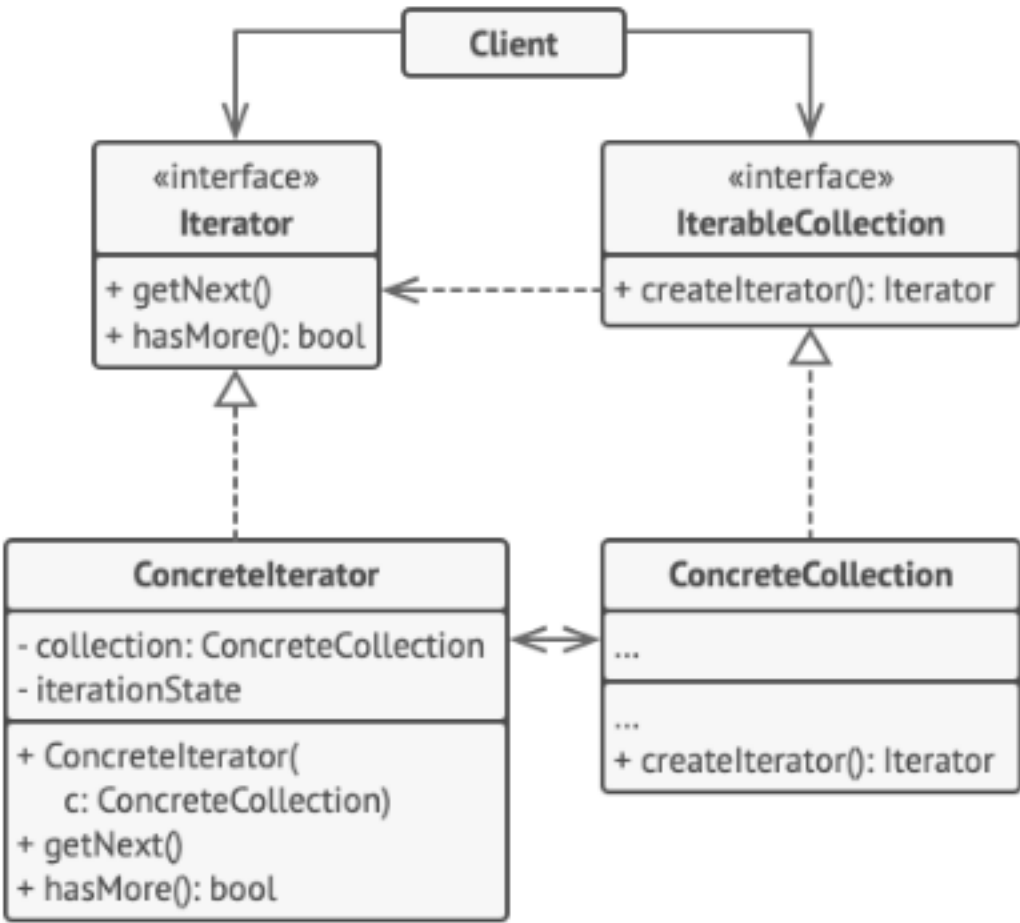 Client
«interface»
Iterator
+ getNext()
+ hasMore(): bool
«interface»
IterableCollection
+ createIterator(): Iterator
ConcreteIterator
- collection: ConcreteCollection
- iterationState
+ ConcreteIterator(
c: ConcreteCollection)
+ getNext()
+ hasMore(): bool
ConcreteCollection
...
...
+ createIterator(): Iterator